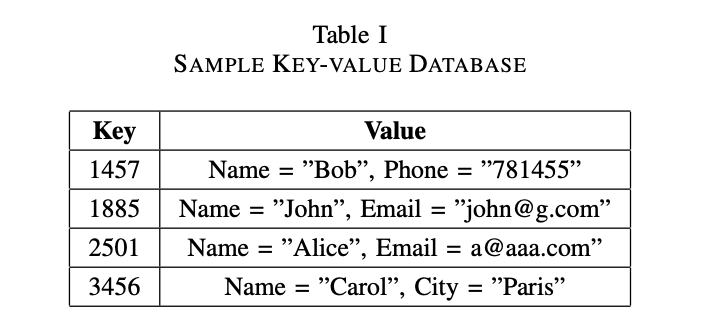 Table I
SAMPLE KEY-VALUE DATABASE
Key Value
1457 Name = ”Bob”, Phone = ”781455”
1885 Name = ”John”, Email = ”john@g.com”
2501 Name = ”Alice”, Email = a@aaa.com”
3456 Name = ”Carol”, City = ”Paris”